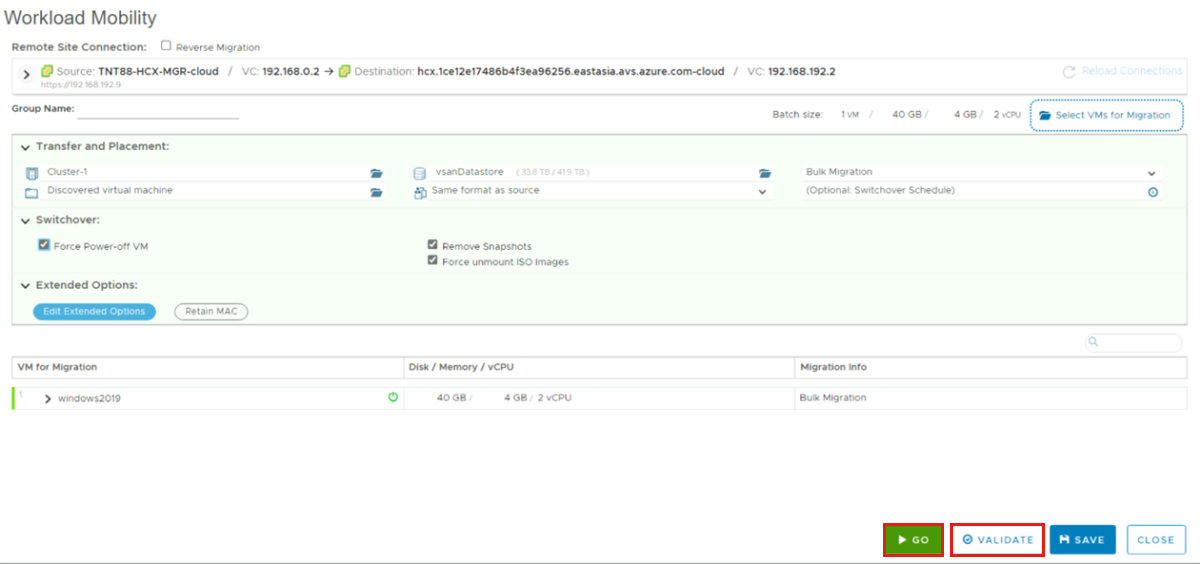 Workload Mobility
Remote Site Connection: Reverse Migration
Source: TNT88-HCX-MGR-cloud / VC: 192.168.0.2 → Destination: hcx.1ce12e17486b4f3ea96256.eastasia.avs.azure.com-cloud / VC: 192.168.192.2 Reload Connections
https://192.168.192.9
Group Name: Batch size: 1 VM / 40 GB / 4 GB / 2 vCPU Select VMs for Migration
Transfer and Placement:
Cluster-1 vsanDatastore ( 33.8 TB / 41.9 TB ) Bulk Migration
Discovered virtual machine Same format as source (Optional: Switchover Schedule)
Switchover:
Force Power-off VM Remove Snapshots
Force unmount ISO Images
Extended Options:
Edit Extended Options Retain MAC
VM for Migration Disk / Memory / vCPU Migration Info
1 windows2019 40 GB / 4 GB / 2 vCPU Bulk Migration
GO VALIDATE SAVE CLOSE